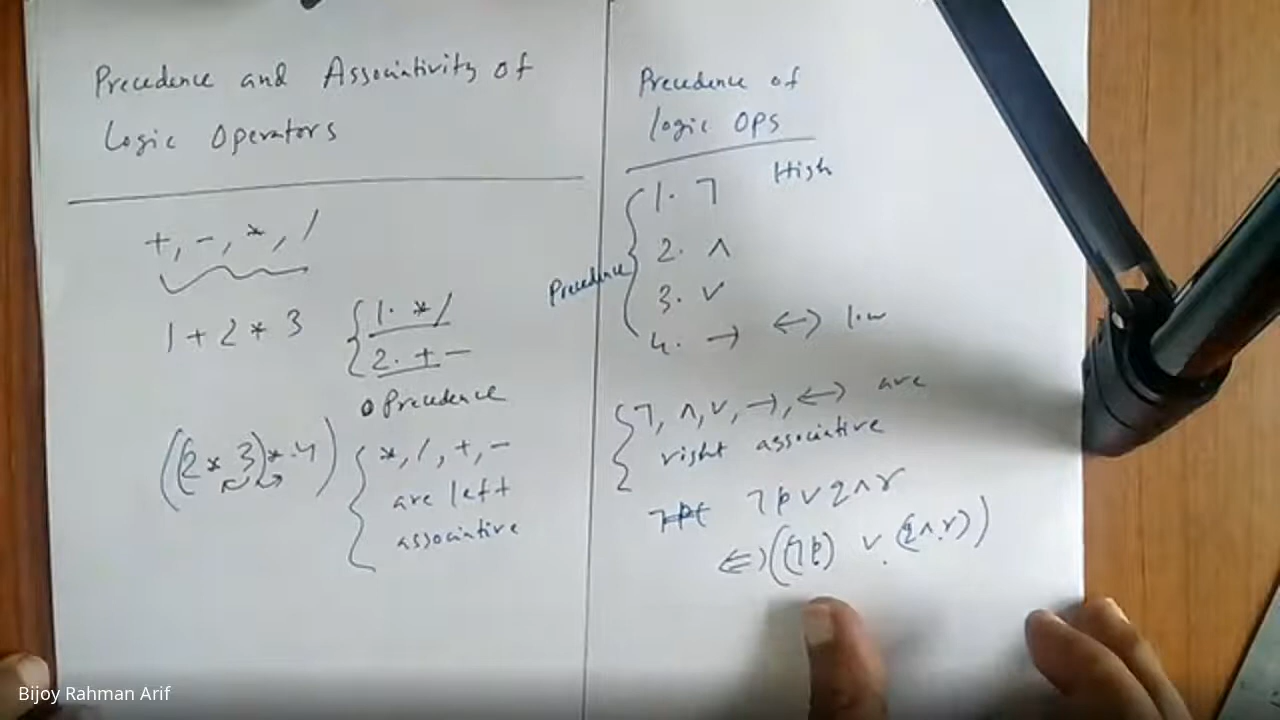 Precedence and Associativity of
Logic Operators
+, -, *, /
1 + 2 * 3
1. * /
2. + -
Precedence
((2 * 3) * 4)
*, /, +, -
are left
associative
Precedence of
logic OPS
High
1. ¬
2. ∧
3. ∨
4. → ↔ low
Precedence
¬, ∧, ∨, →, ↔ are
right associative
¬p ∨ q ∧ r
⇔ ((¬p) ∨ (q ∧ r))
Bijoy Rahman Arif